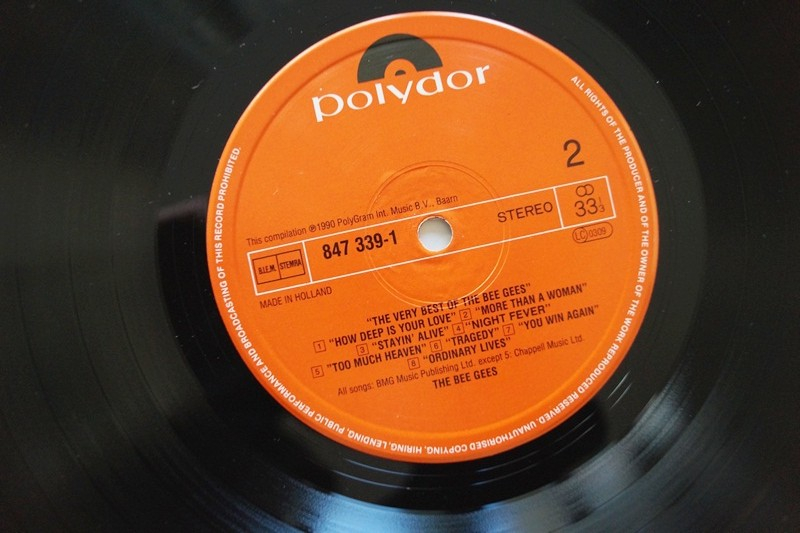 polydor
2
This compilation ℗1990 PolyGram Int. Music B.V., Baarn
B.I.E.M. STEMRA
847 339-1
STEREO
33 1/3
LC 0309
MADE IN HOLLAND
"THE VERY BEST OF THE BEE GEES"
1 "HOW DEEP IS YOUR LOVE" 2 "MORE THAN A WOMAN"
3 "STAYIN' ALIVE" 4 "NIGHT FEVER"
5 "TOO MUCH HEAVEN" 6 "TRAGEDY" 7 "YOU WIN AGAIN"
8 "ORDINARY LIVES"
All songs: BMG Music Publishing Ltd. except 5: Chappell Music Ltd.
THE BEE GEES
ALL RIGHTS OF THE PRODUCER AND OF THE OWNER OF THE WORK REPRODUCED RESERVED. UNAUTHORISED COPYING, HIRING, LENDING, PUBLIC PERFORMANCE AND BROADCASTING OF THIS RECORD PROHIBITED.